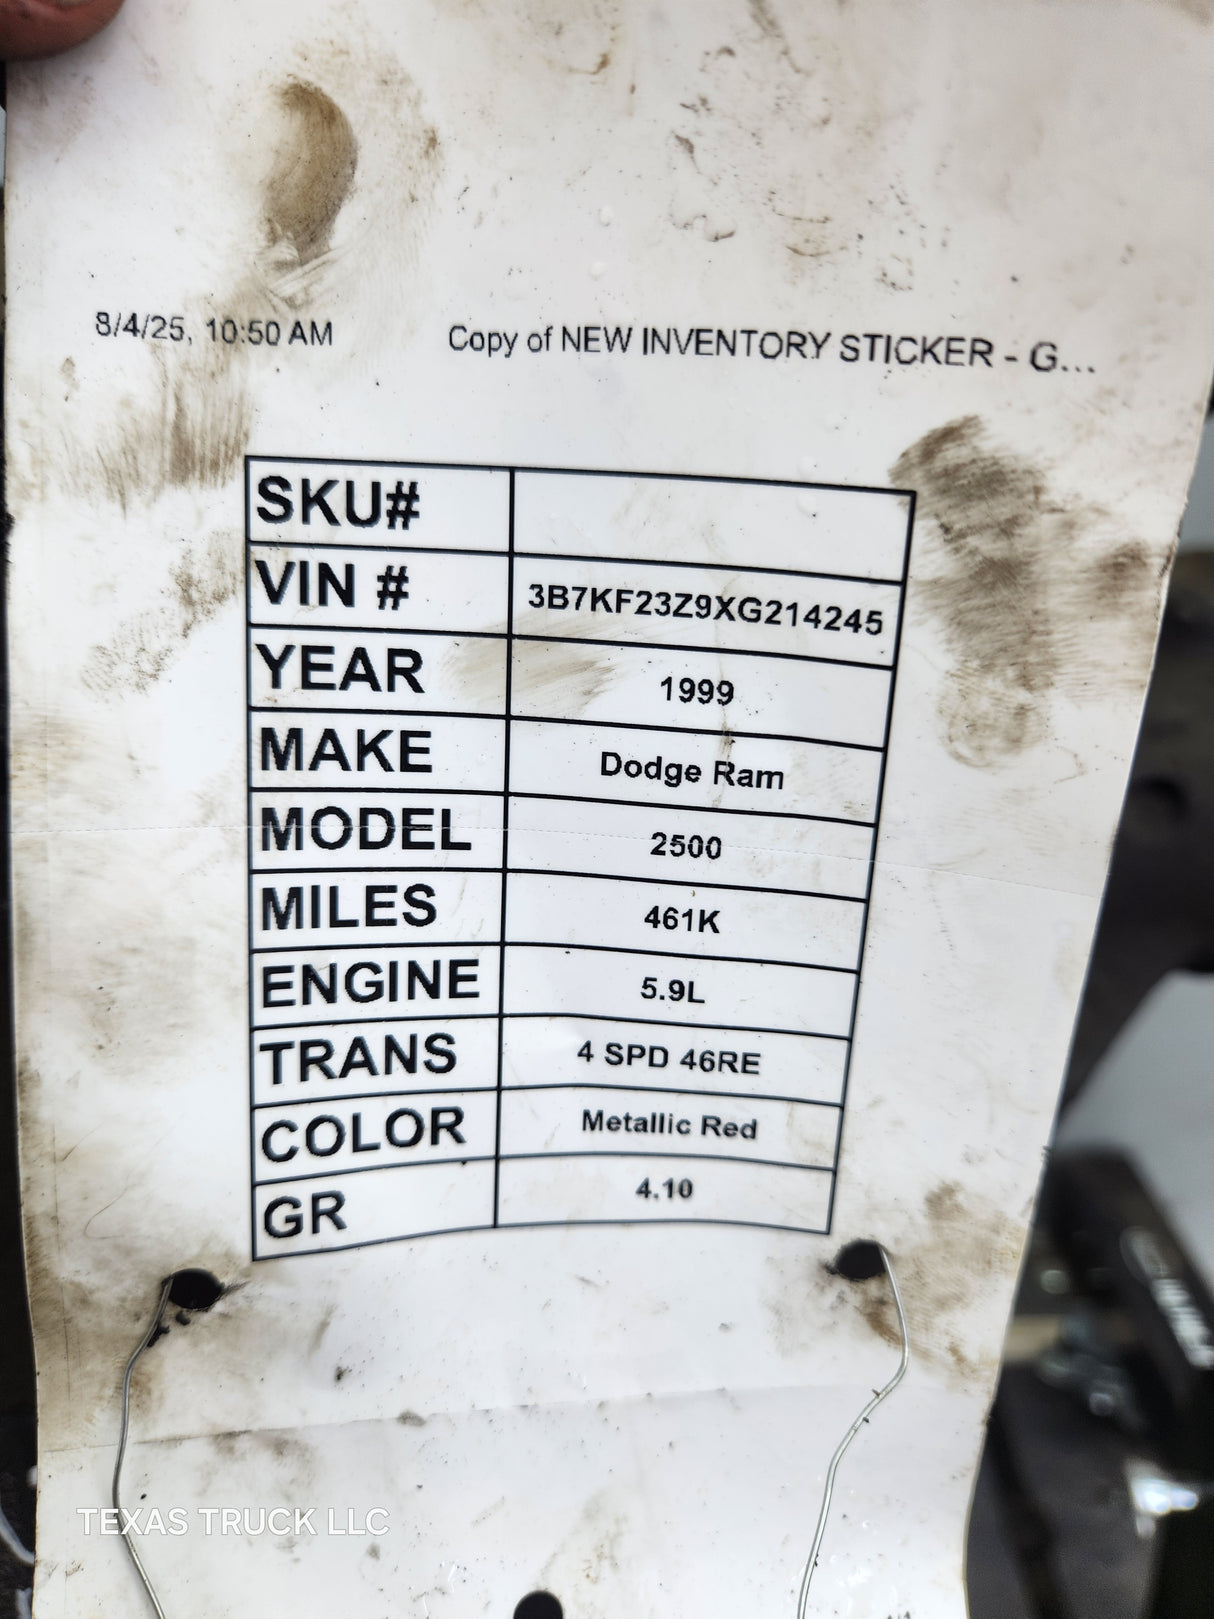 8/4/25, 10:50 AM Copy of NEW INVENTORY STICKER - G...
SKU#
VIN # 3B7KF23Z9XG214245
YEAR 1999
MAKE Dodge Ram
MODEL 2500
MILES 461K
ENGINE 5.9L
TRANS 4 SPD 46RE
COLOR Metallic Red
GR 4.10
TEXAS TRUCK LLC